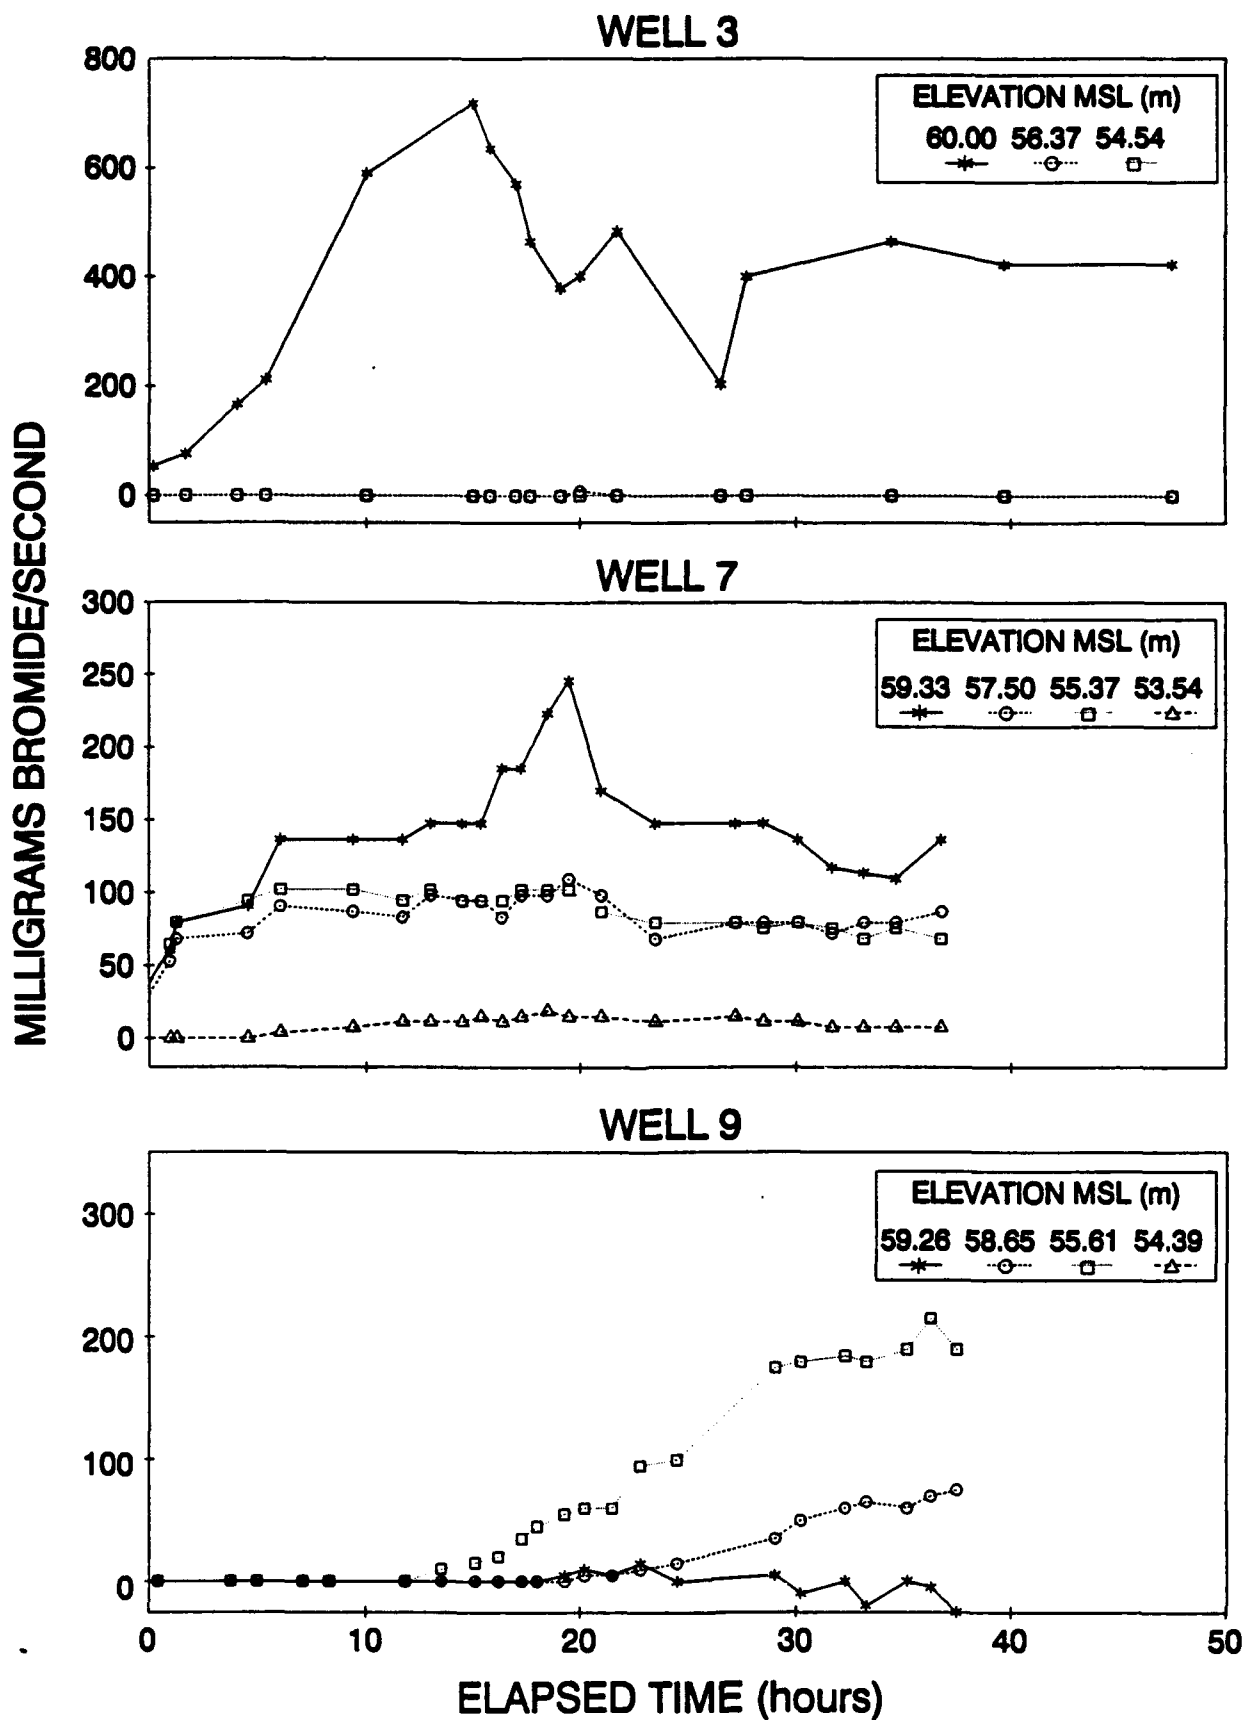 WELL 3
800
600
400
200
0
ELEVATION MSL (m)
60.00 56.37 54.54
MILLIGRAMS BROMIDE/SECOND
WELL 7
300
250
200
150
100
50
0
ELEVATION MSL (m)
59.33 57.50 55.37 53.54
WELL 9
300
200
100
0
ELEVATION MSL (m)
59.26 58.65 55.61 54.39
0 10 20 30 40 50
ELAPSED TIME (hours)